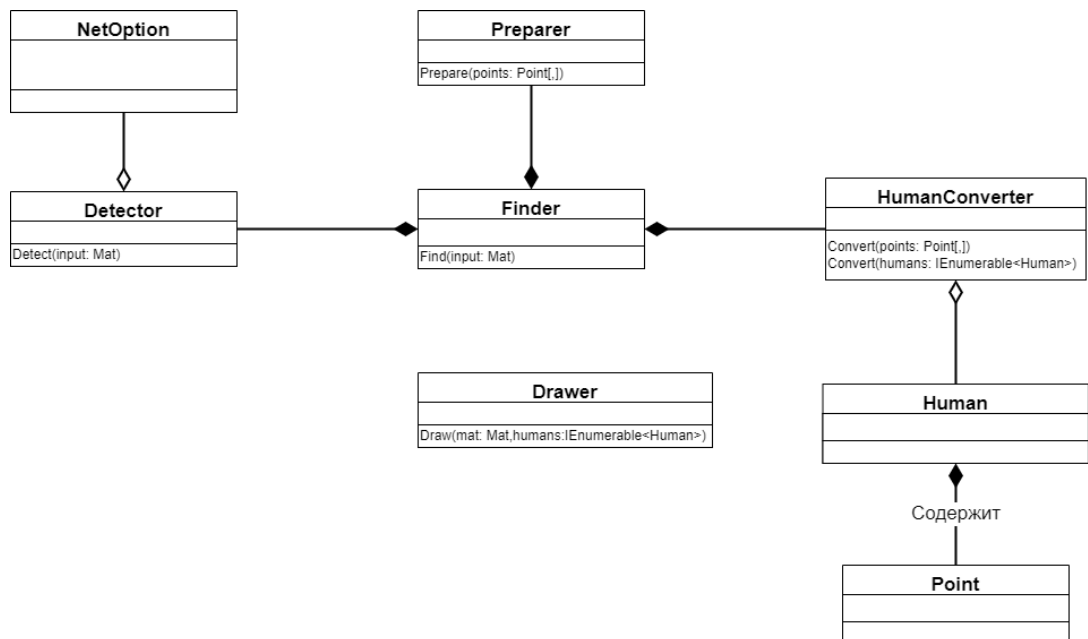 NetOption
Preparer
Prepare(points: Point[,])
Detector
Detect(input: Mat)
Finder
Find(input: Mat)
HumanConverter
Convert(points: Point[,])
Convert(humans: IEnumerable<Human>)
Drawer
Draw(mat: Mat,humans:IEnumerable<Human>)
Human
Содержит
Point